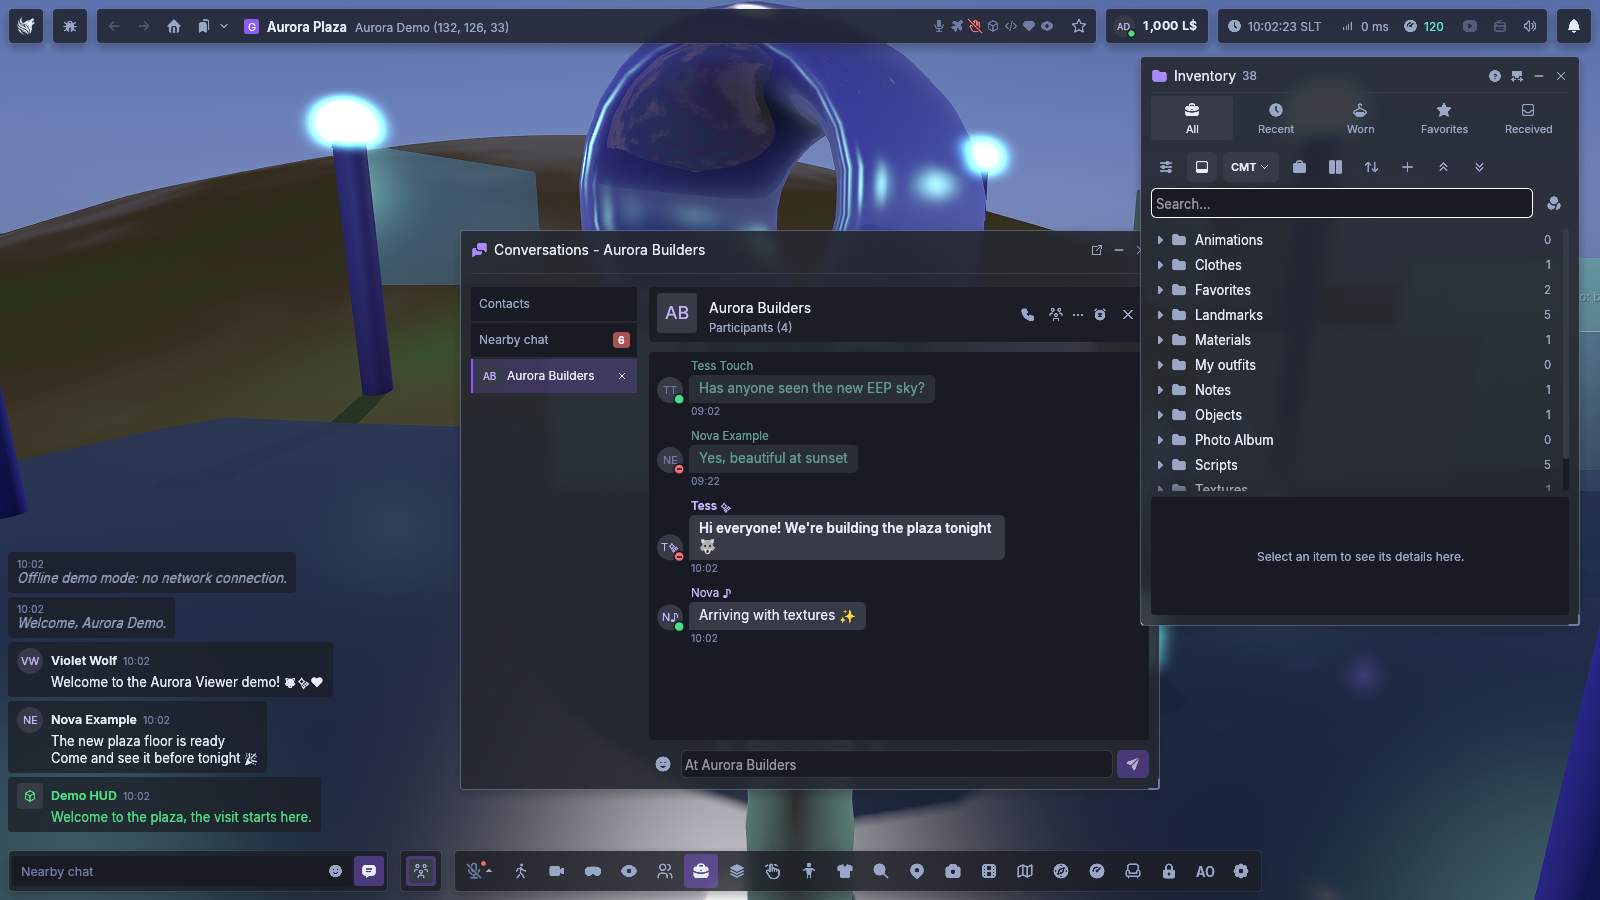 G Aurora Plaza Aurora Demo (132, 126, 33)
AD 1,000 L$
10:02:23 SLT 0 ms 120
Inventory 38
All Recent Worn Favorites Received
CMT
Search...
Animations 0
Clothes 1
Favorites 2
Landmarks 5
Materials 1
My outfits 0
Notes 1
Objects 1
Photo Album 0
Scripts 5
Textures 1
Select an item to see its details here.
Conversations - Aurora Builders
Contacts
Nearby chat 6
AB Aurora Builders
AB Aurora Builders
Participants (4)
Tess Touch
TT Has anyone seen the new EEP sky?
09:02
Nova Example
NE Yes, beautiful at sunset
09:22
Tess
T Hi everyone! We're building the plaza tonight 🐺
10:02
Nova ♪
N♪ Arriving with textures ✨
10:02
At Aurora Builders
10:02
Offline demo mode: no network connection.
10:02
Welcome, Aurora Demo.
VW Violet Wolf 10:02
Welcome to the Aurora Viewer demo!
NE Nova Example 10:02
The new plaza floor is ready
Come and see it before tonight 🎉
Demo HUD 10:02
Welcome to the plaza, the visit starts here.
Nearby chat
AO